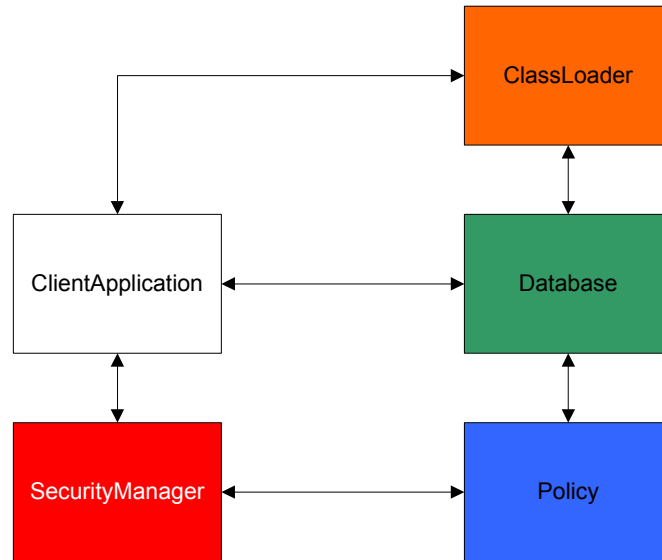 ClassLoader
ClientApplication
Database
SecurityManager
Policy